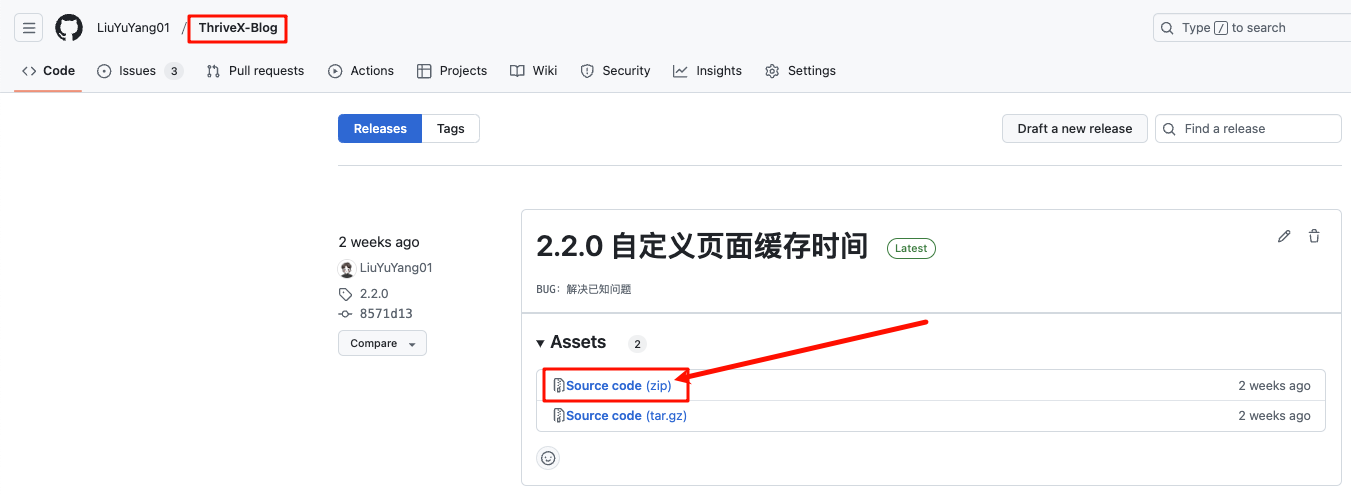 LiuYuYang01 / ThriveX-Blog
Type / to search
Code Issues 3 Pull requests Actions Projects Wiki Security Insights Settings
Releases Tags
Draft a new release Find a release
2 weeks ago
LiuYuYang01
2.2.0
8571d13
Compare
2.2.0 自定义页面缓存时间 Latest
BUG: 解决已知问题
Assets 2
Source code (zip) 2 weeks ago
Source code (tar.gz) 2 weeks ago